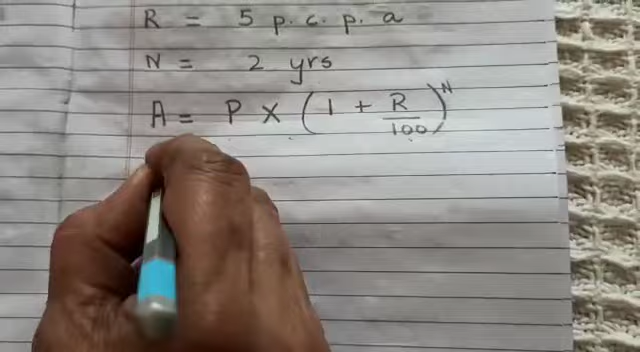 R = 5 p. c. p. a
N = 2 yrs
A = P × (1 + R/100)^N